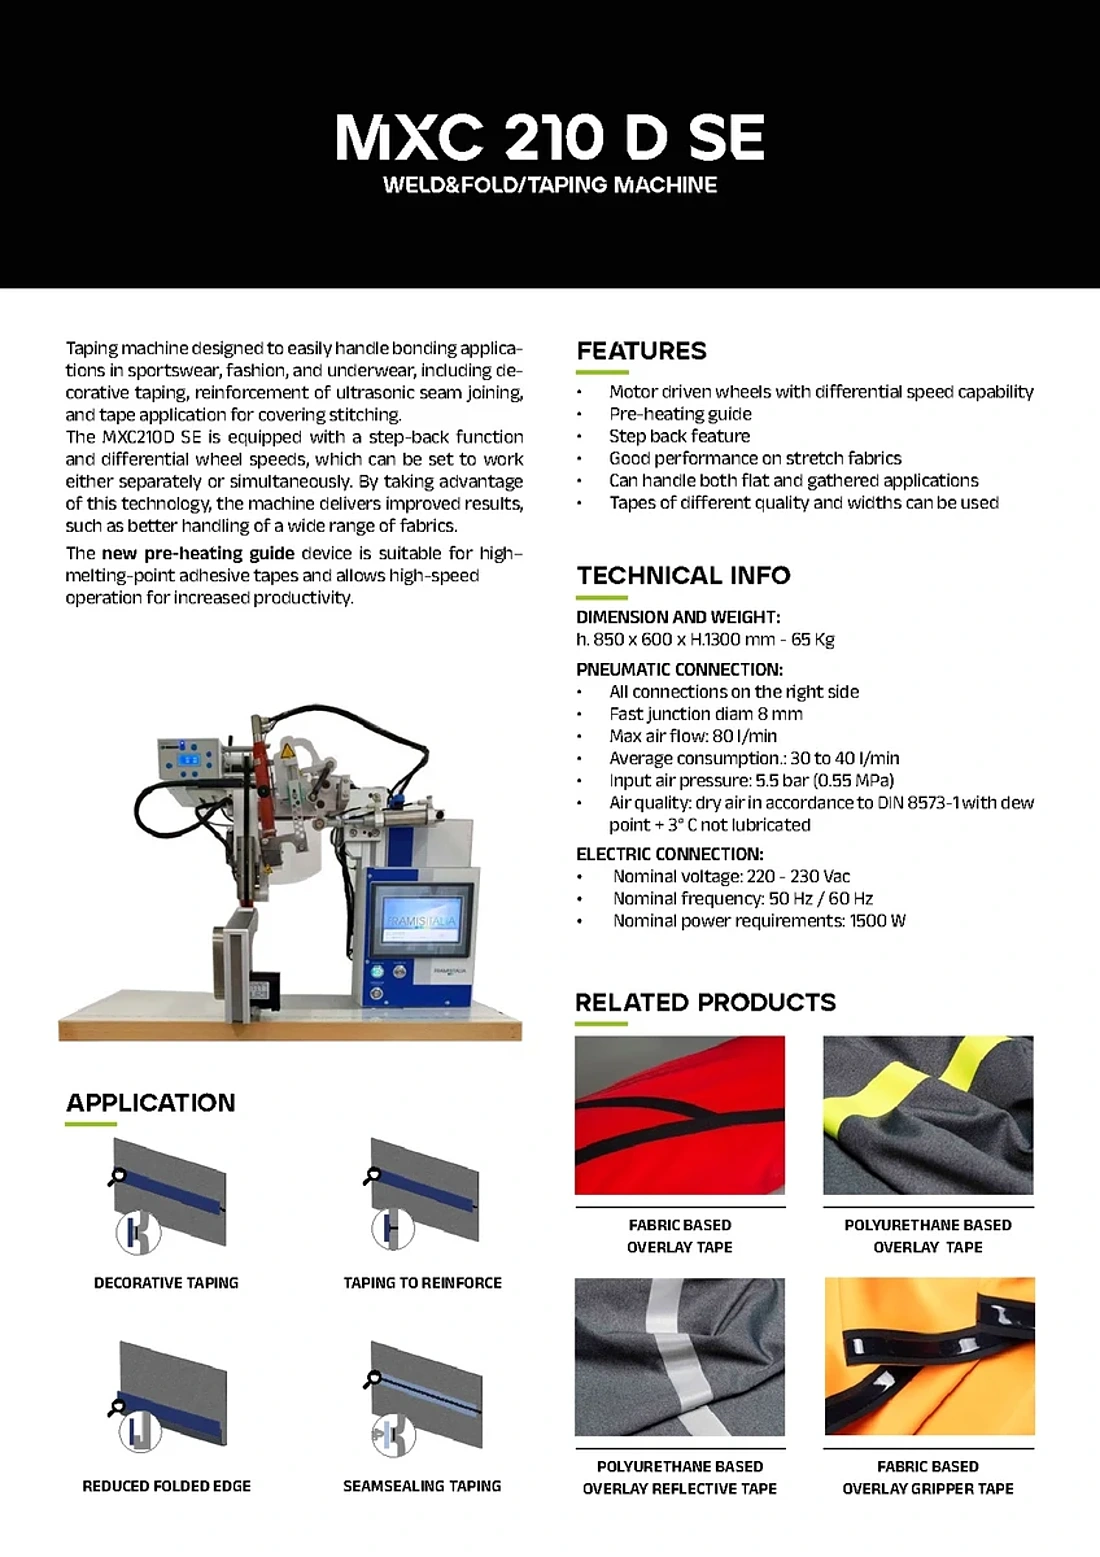 MXC 210 D SE
WELD&FOLD/TAPING MACHINE
Taping machine designed to easily handle bonding applica-
tions in sportswear, fashion, and underwear, including de-
corative taping, reinforcement of ultrasonic seam joining,
and tape application for covering stitching.
The MXC210D SE is equipped with a step-back function
and differential wheel speeds, which can be set to work
either separately or simultaneously. By taking advantage
of this technology, the machine delivers improved results,
such as better handling of a wide range of fabrics.
The new pre-heating guide device is suitable for high-
melting-point adhesive tapes and allows high-speed
operation for increased productivity.
FRAMISITALIA
FRAMISITALIA
APPLICATION
DECORATIVE TAPING
TAPING TO REINFORCE
REDUCED FOLDED EDGE
SEAMSEALING TAPING
FEATURES
• Motor driven wheels with differential speed capability
• Pre-heating guide
• Step back feature
• Good performance on stretch fabrics
• Can handle both flat and gathered applications
• Tapes of different quality and widths can be used
TECHNICAL INFO
DIMENSION AND WEIGHT:
h. 850 x 600 x H.1300 mm - 65 Kg
PNEUMATIC CONNECTION:
• All connections on the right side
• Fast junction diam 8 mm
• Max air flow: 80 l/min
• Average consumption.: 30 to 40 l/min
• Input air pressure: 5.5 bar (0.55 MPa)
• Air quality: dry air in accordance to DIN 8573-1 with dew
point + 3° C not lubricated
ELECTRIC CONNECTION:
• Nominal voltage: 220 - 230 Vac
• Nominal frequency: 50 Hz / 60 Hz
• Nominal power requirements: 1500 W
RELATED PRODUCTS
FABRIC BASED
OVERLAY TAPE
POLYURETHANE BASED
OVERLAY TAPE
POLYURETHANE BASED
OVERLAY REFLECTIVE TAPE
FABRIC BASED
OVERLAY GRIPPER TAPE